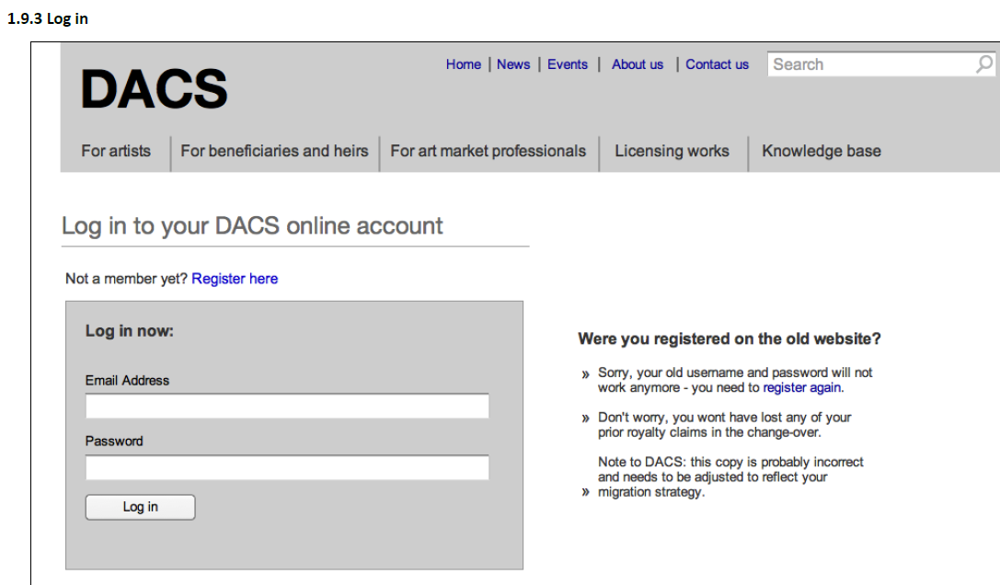 1.9.3 Log in
Home | News | Events | About us | Contact us
Search
DACS
For artists
For beneficiaries and heirs
For art market professionals
Licensing works
Knowledge base
Log in to your DACS online account
Not a member yet? Register here
Log in now:
Email Address
Password
Log in
Were you registered on the old website?
» Sorry, your old username and password will not
work anymore - you need to register again.
» Don't worry, you wont have lost any of your
prior royalty claims in the change-over.
Note to DACS: this copy is probably incorrect
and needs to be adjusted to reflect your
» migration strategy.